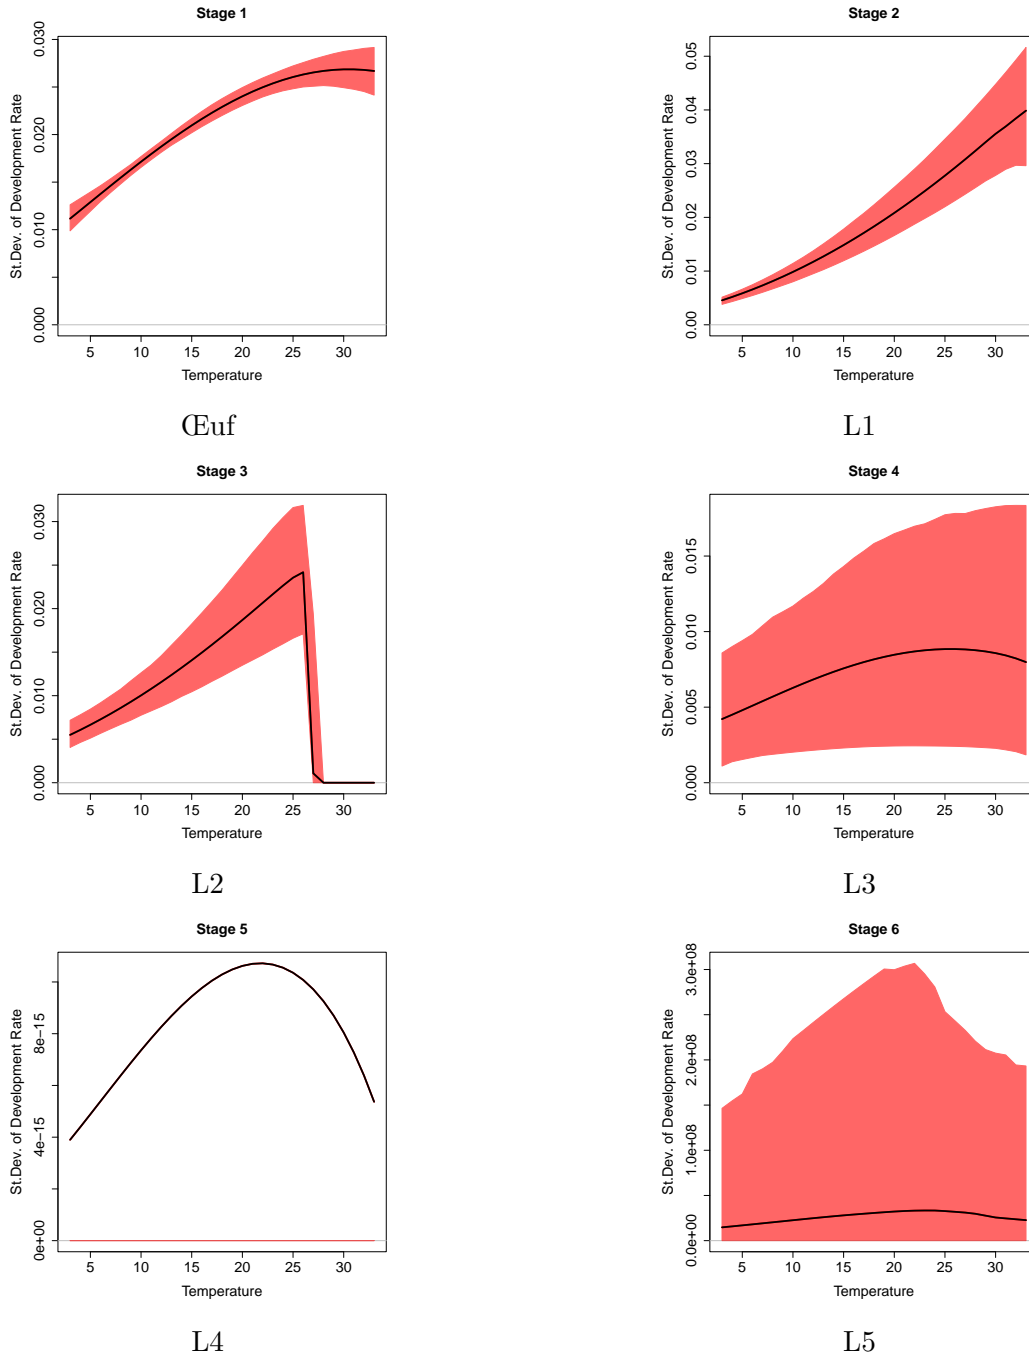 Stage 1
St.Dev. of Development Rate
0.000 0.010 0.020 0.030
5 10 15 20 25 30
Temperature
Œuf
Stage 2
St.Dev. of Development Rate
0.00 0.01 0.02 0.03 0.04 0.05
5 10 15 20 25 30
Temperature
L1
Stage 3
St.Dev. of Development Rate
0.000 0.010 0.020 0.030
5 10 15 20 25 30
Temperature
L2
Stage 4
St.Dev. of Development Rate
0.000 0.005 0.010 0.015
5 10 15 20 25 30
Temperature
L3
Stage 5
St.Dev. of Development Rate
0e+00 4e−15 8e−15
5 10 15 20 25 30
Temperature
L4
Stage 6
St.Dev. of Development Rate
0.0e+00 1.0e+08 2.0e+08 3.0e+08
5 10 15 20 25 30
Temperature
L5